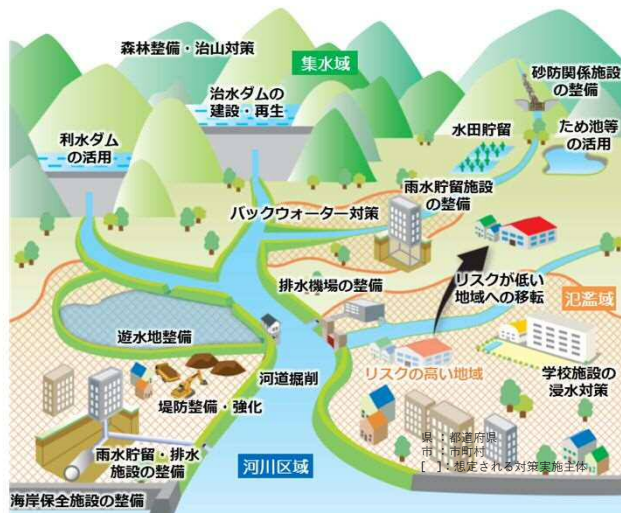 森林整備・治山対策
集水域
砂防関係施設
の整備
治水ダムの
建設・再生
水田貯留
ため池等
の活用
利水ダム
の活用
雨水貯留施設
の整備
バックウォーター対策
排水機場の整備
リスクが低い
地域への移転
氾濫域
遊水地整備
河道掘削
リスクの高い地域
学校施設の
浸水対策
堤防整備・強化
県：都道府県
市：市町村
[ ]：想定される対策実施主体
雨水貯留・排水
施設の整備
河川区域
海岸保全施設の整備